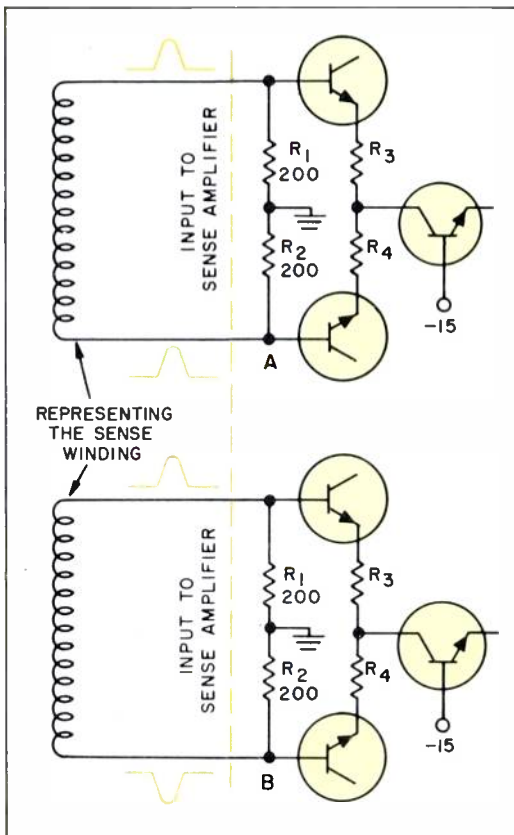 INPUT TO
SENSE AMPLIFIER
R1
200
R2
200
R3
R4
-15
A
REPRESENTING
THE SENSE
WINDING
INPUT TO
SENSE AMPLIFIER
R1
200
R2
200
R3
R4
-15
B